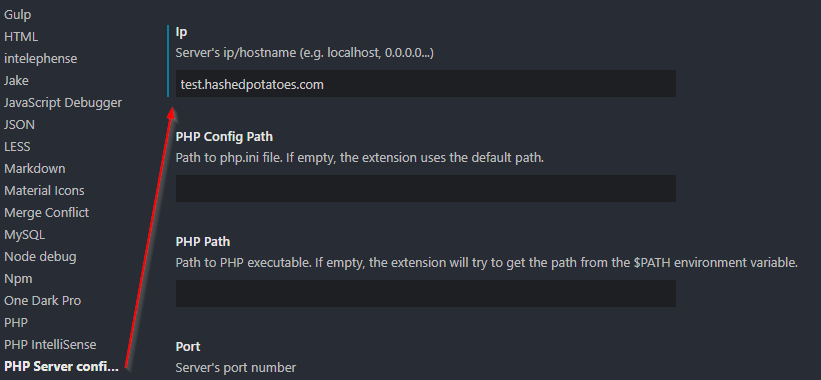 Gulp
HTML
intelephense
Jake
JavaScript Debugger
JSON
LESS
Markdown
Material Icons
Merge Conflict
MySQL
Node debug
Npm
One Dark Pro
PHP
PHP IntelliSense
PHP Server confi...
Ip
Server's ip/hostname (e.g. localhost, 0.0.0.0...)
test.hashedpotatoes.com
PHP Config Path
Path to php.ini file. If empty, the extension uses the default path.
PHP Path
Path to PHP executable. If empty, the extension will try to get the path from the $PATH environment variable.
Port
Server's port number